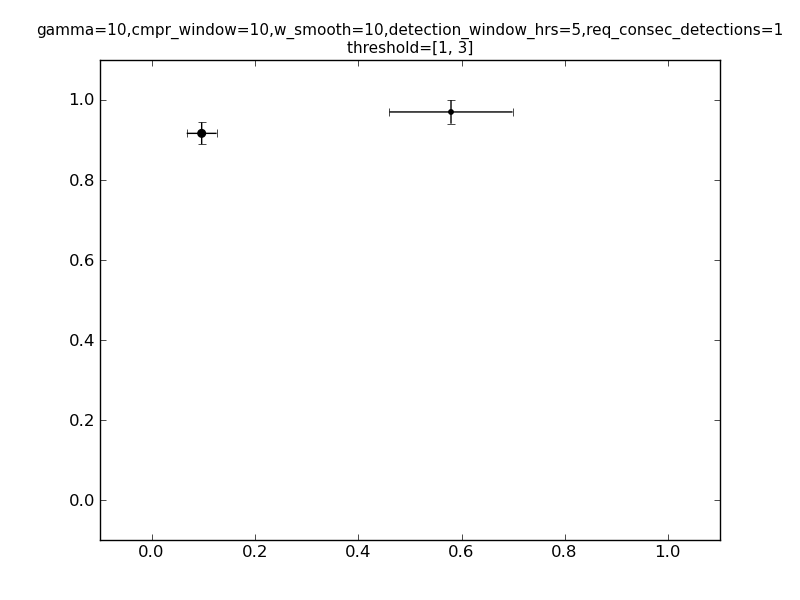 gamma=10,cmpr_window=10,w_smooth=10,detection_window_hrs=5,req_consec_detections=1
threshold=[1, 3]
1.0
0.8
0.6
0.4
0.2
0.0
0.0 0.2 0.4 0.6 0.8 1.0